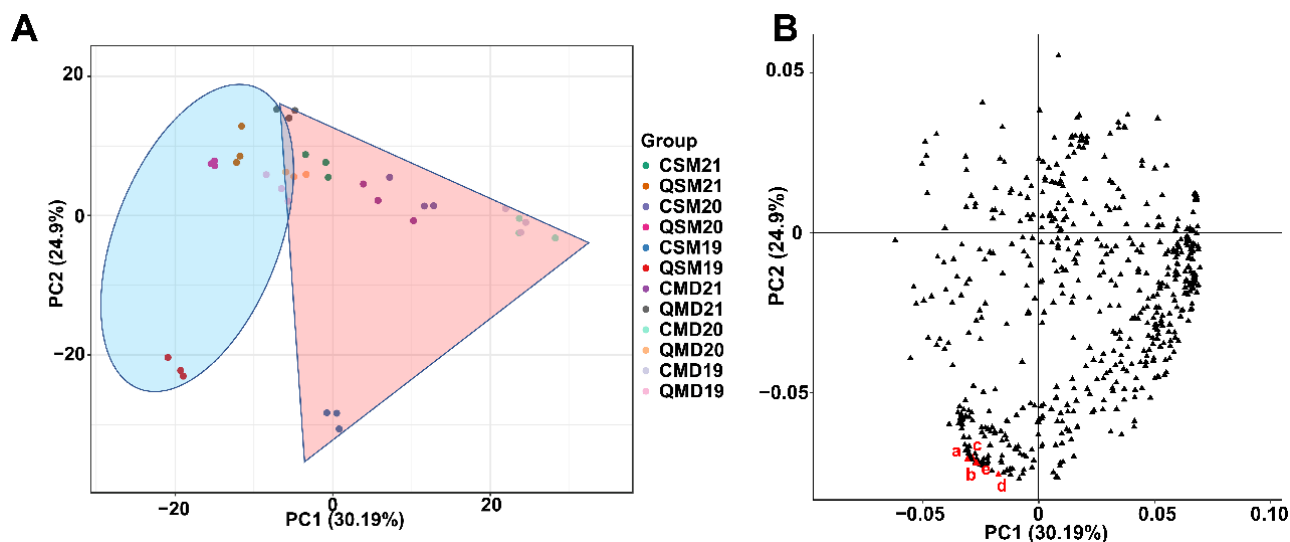 A
20
0
−20
PC2 (24.9%)
−20
0
20
PC1 (30.19%)
Group
CSM21
QSM21
CSM20
QSM20
CSM19
QSM19
CMD21
QMD21
CMD20
QMD20
CMD19
QMD19
B
0.05
0
−0.05
PC2 (24.9%)
a
c
b
e
d
−0.05
0
0.05
0.10
PC1 (30.19%)